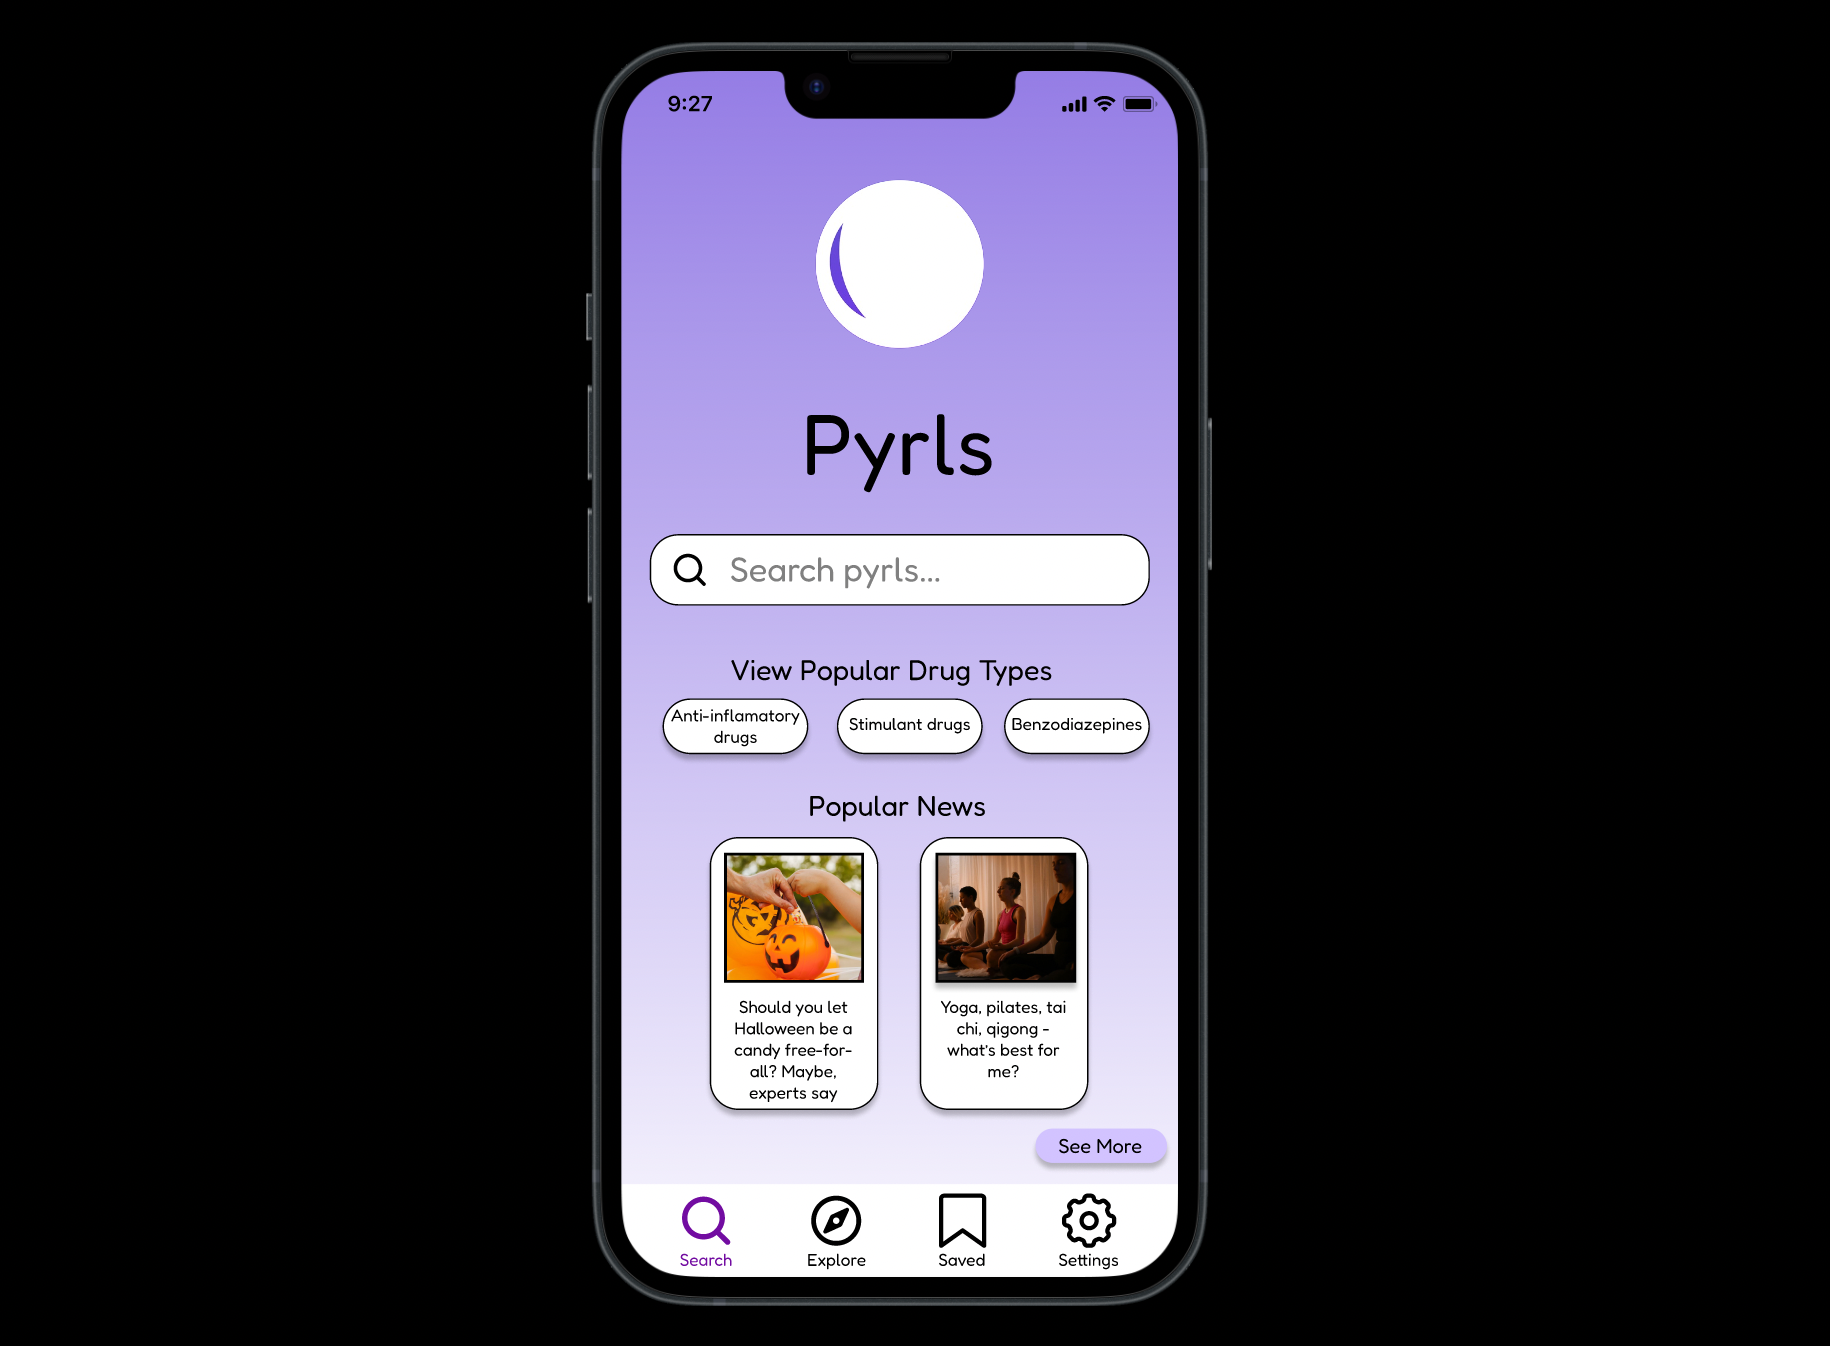 9:27
Pyrls
Search pyrls...
View Popular Drug Types
Anti-inflamatory
drugs
Stimulant drugs
Benzodiazepines
Popular News
Should you let
Halloween be a
candy free-for-
all? Maybe,
experts say
Yoga, pilates, tai
chi, qigong -
what's best for
me?
See More
Search
Explore
Saved
Settings